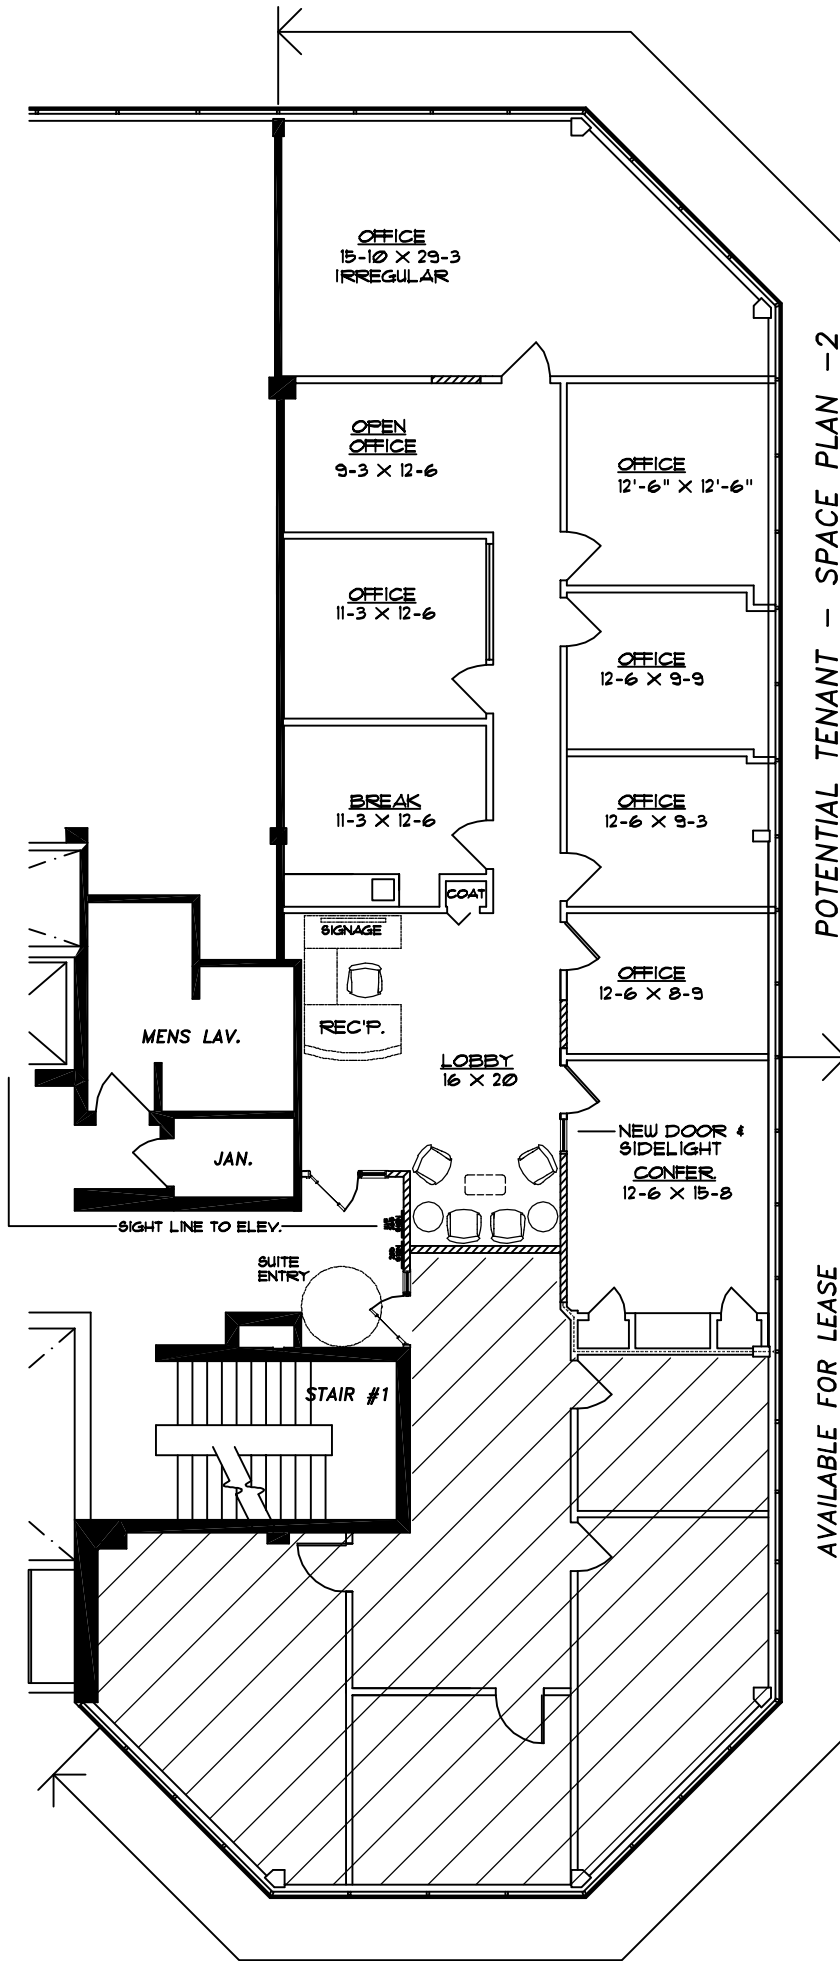 OFFICE
15-10 X 29-3
IRREGULAR
OPEN
OFFICE
9-3 X 12-6
OFFICE
12'-6" X 12'-6"
OFFICE
11-3 X 12-6
OFFICE
12-6 X 9-9
BREAK
11-3 X 12-6
OFFICE
12-6 X 9-3
COAT
SIGNAGE
OFFICE
12-6 X 8-9
REC'P.
MENS LAV.
LOBBY
16 X 20
NEW DOOR &
SIDELIGHT
CONFER.
12-6 X 15-8
JAN.
SIGHT LINE TO ELEV.
SUITE
ENTRY
STAIR #1
POTENTIAL TENANT - SPACE PLAN -2
AVAILABLE FOR LEASE